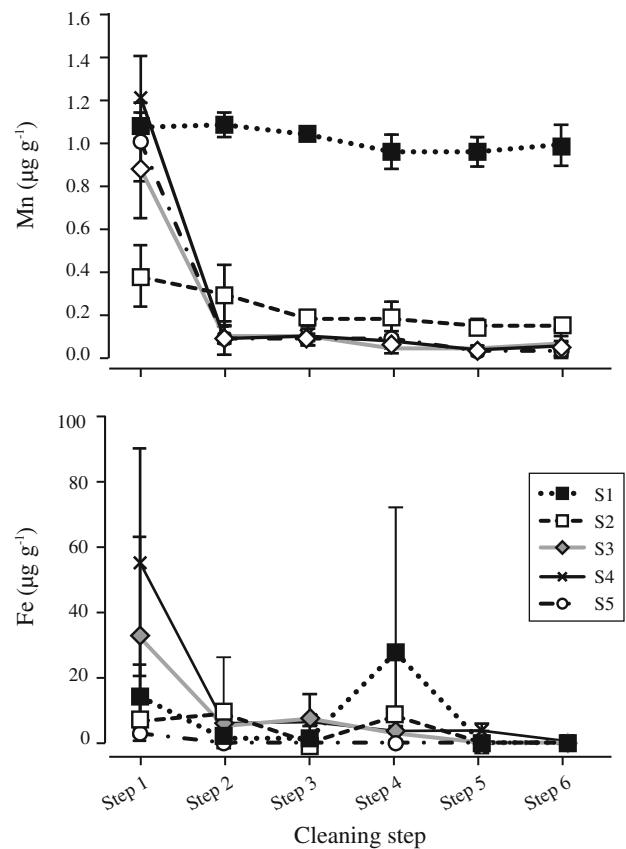 1.6
1.4
1.2
1.0
0.8
0.6
0.4
0.2
0.0
Mn (µg g⁻¹)
100
80
60
40
20
0
Fe (µg g⁻¹)
S1
S2
S3
S4
S5
Step 1
Step 2
Step 3
Step 4
Step 5
Step 6
Cleaning step